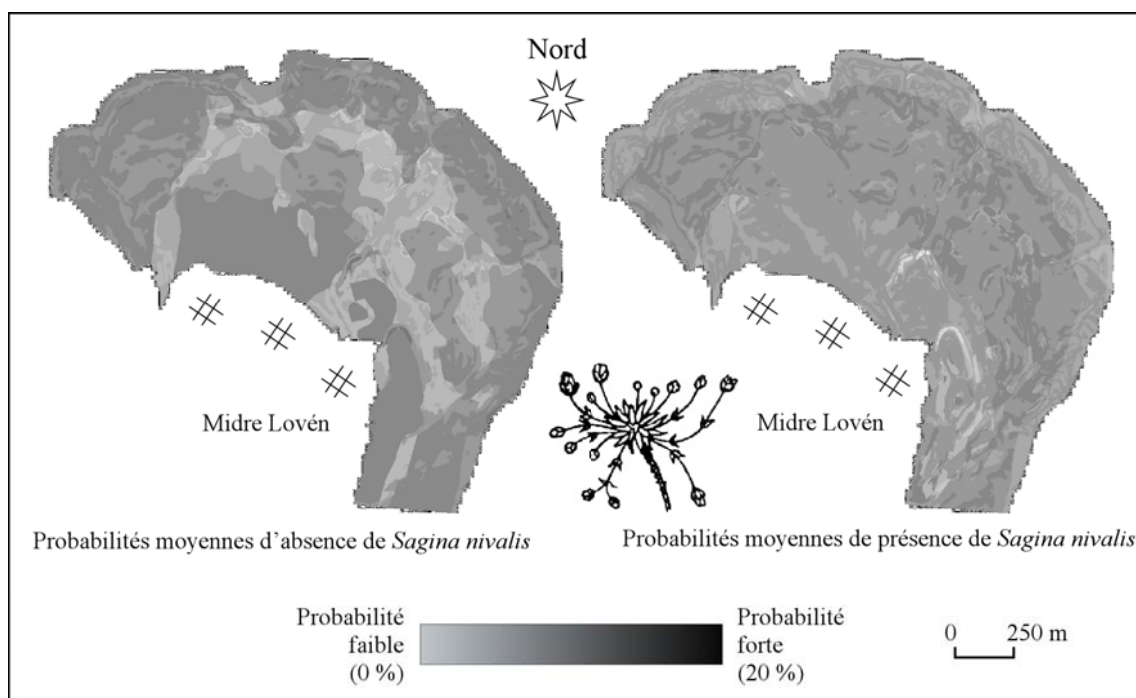 Nord
Midre Lovén
Midre Lovén
Probabilités moyennes d'absence de Sagina nivalis
Probabilités moyennes de présence de Sagina nivalis
Probabilité
faible
(0 %)
Probabilité
forte
(20 %)
0 250 m